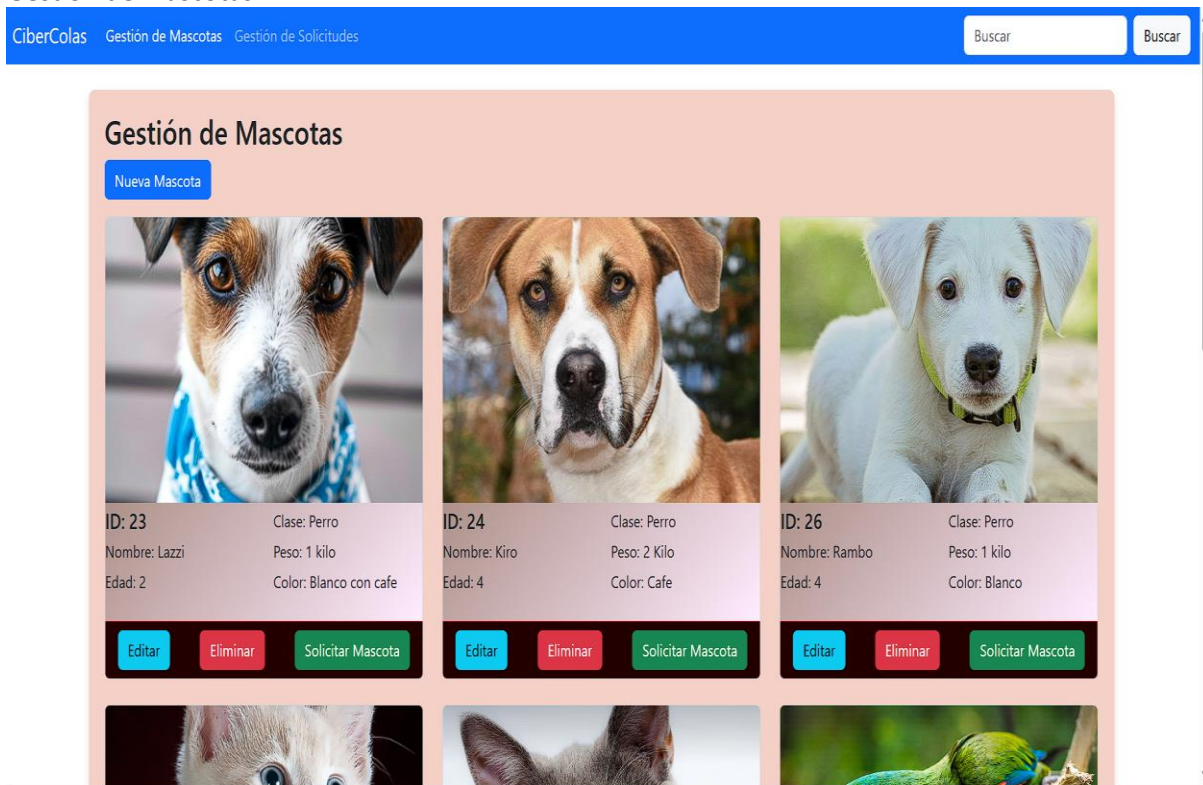 CiberColas Gestión de Mascotas Gestión de Solicitudes Buscar Buscar
Gestión de Mascotas
Nueva Mascota
ID: 23 Clase: Perro
Nombre: Lazzi Peso: 1 kilo
Edad: 2 Color: Blanco con cafe
Editar Eliminar Solicitar Mascota
ID: 24 Clase: Perro
Nombre: Kiro Peso: 2 Kilo
Edad: 4 Color: Cafe
Editar Eliminar Solicitar Mascota
ID: 26 Clase: Perro
Nombre: Rambo Peso: 1 kilo
Edad: 4 Color: Blanco
Editar Eliminar Solicitar Mascota